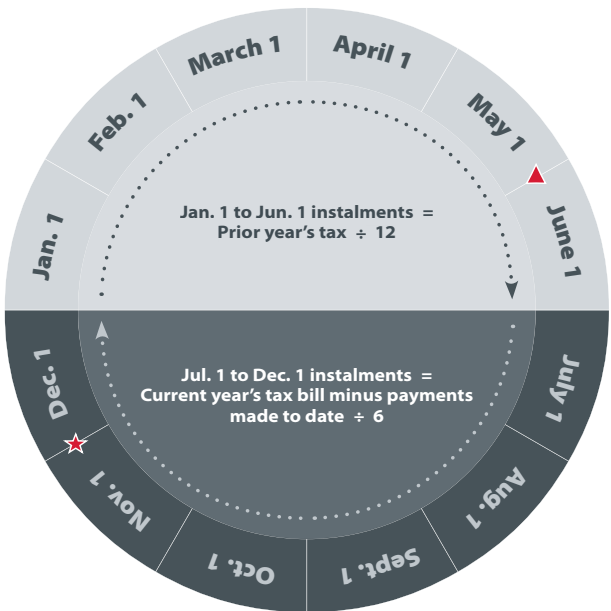 Jan. 1
Feb. 1
March 1
April 1
May 1
June 1
Jan. 1 to Jun. 1 instalments =
Prior year's tax ÷ 12
July 1
Aug. 1
Sept. 1
Oct. 1
Nov. 1
Dec. 1
Jul. 1 to Dec. 1 instalments =
Current year's tax bill minus payments
made to date ÷ 6